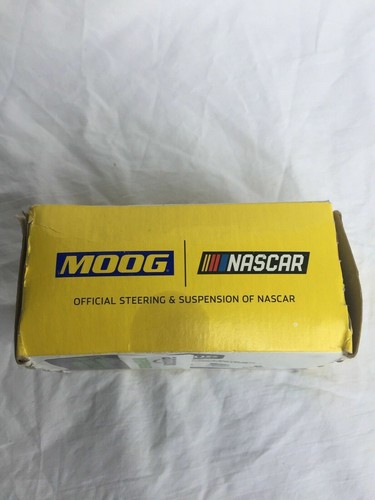 MOOG | NASCAR
OFFICIAL STEERING & SUSPENSION OF NASCAR